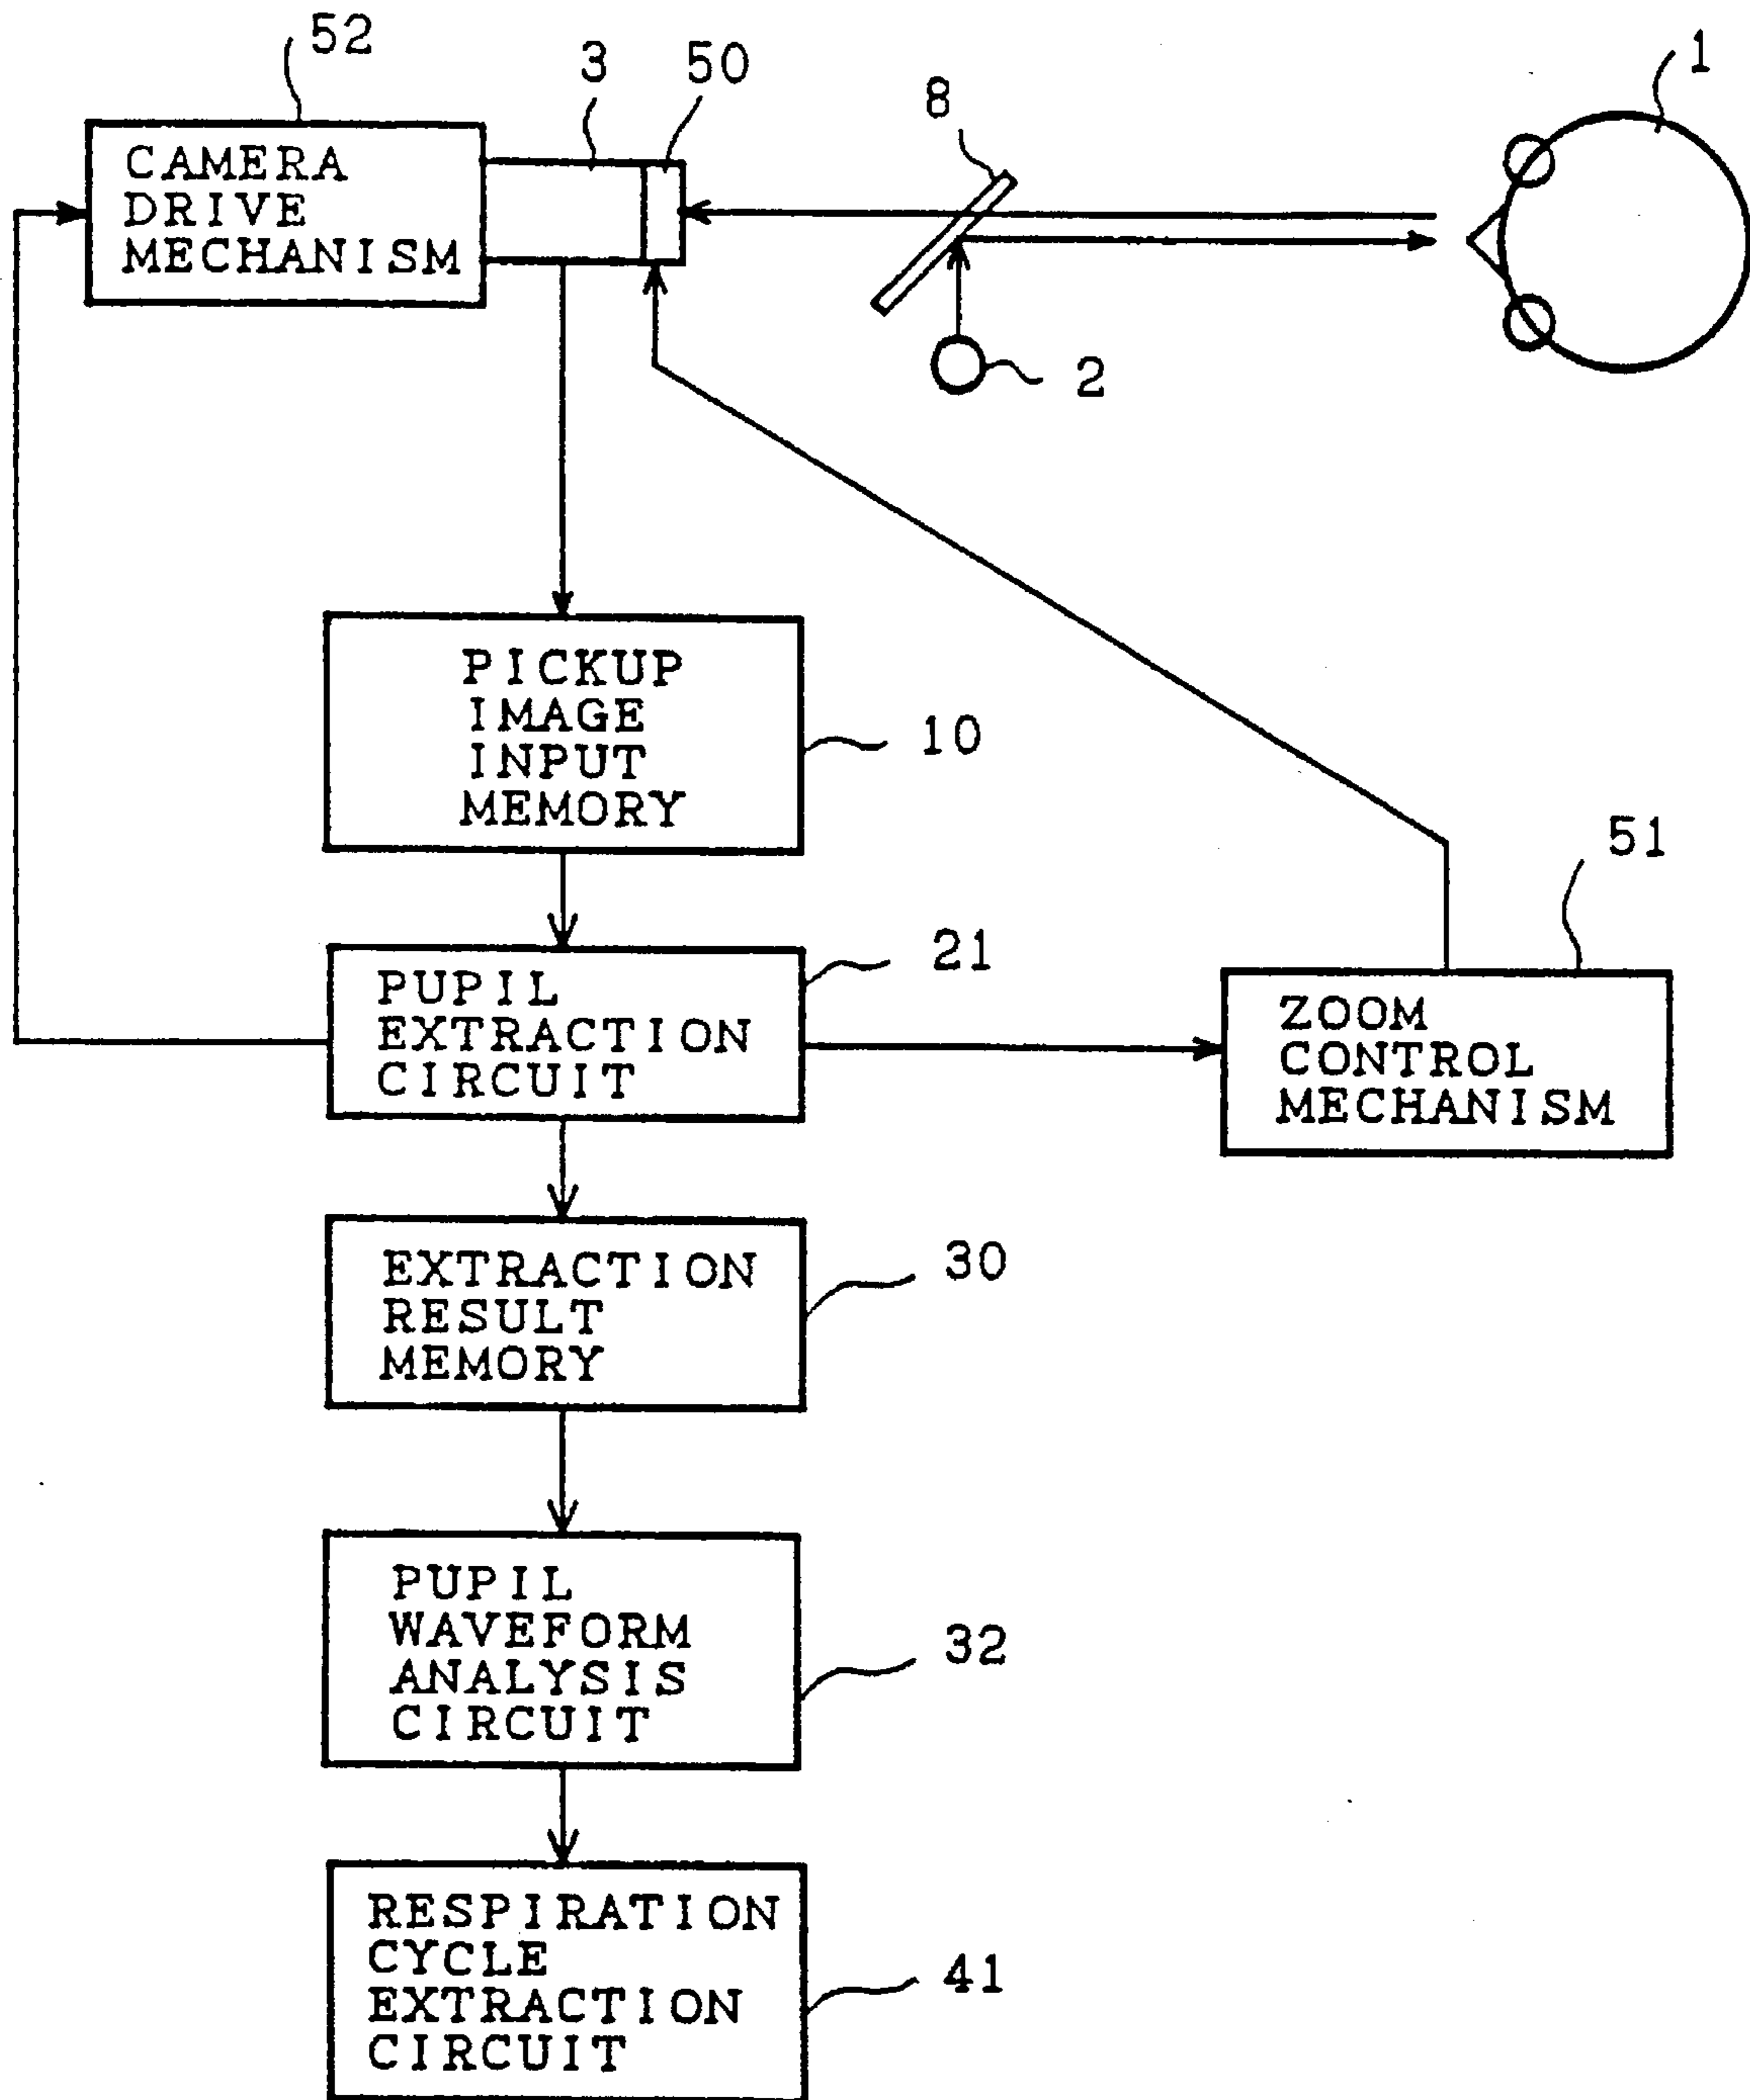 52
3
50
8
1
CAMERA
DRIVE
MECHANISM
2
PICKUP
IMAGE
INPUT
MEMORY
10
51
21
PUPIL
EXTRACTION
CIRCUIT
ZOOM
CONTROL
MECHANISM
EXTRACTION
RESULT
MEMORY
30
PUPIL
WAVEFORM
ANALYSIS
CIRCUIT
32
RESPIRATION
CYCLE
EXTRACTION
CIRCUIT
41